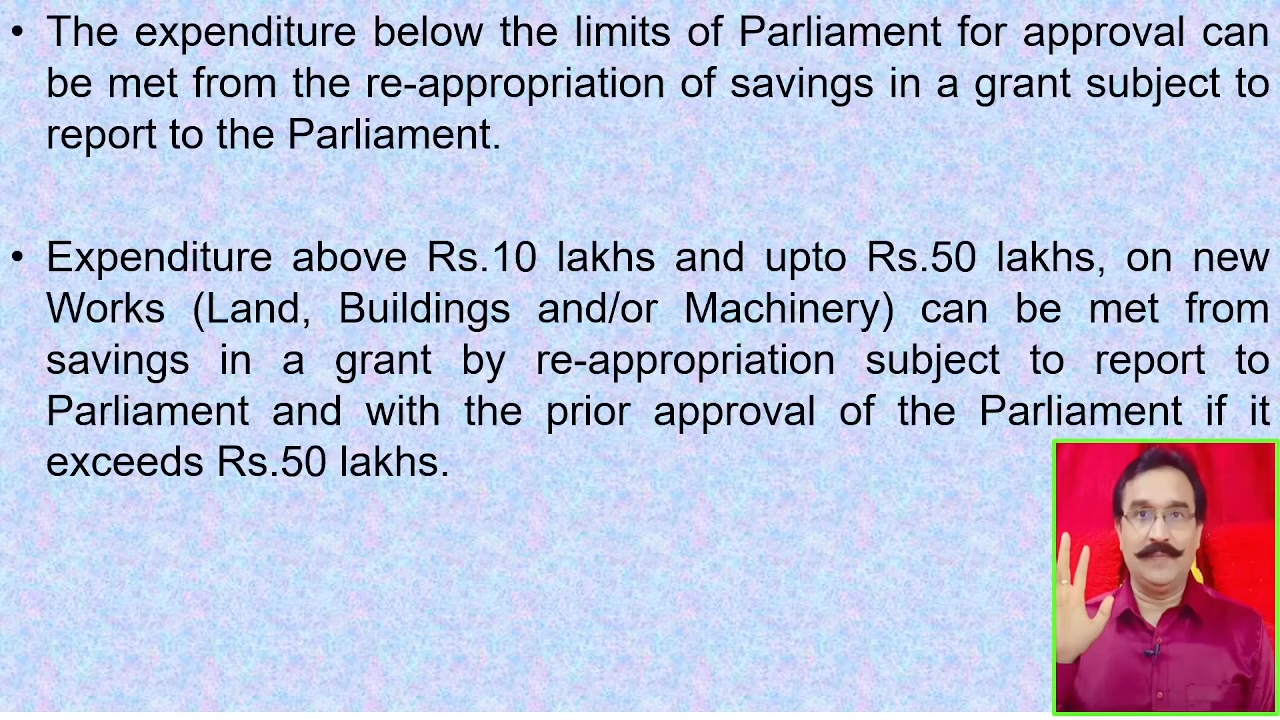 • The expenditure below the limits of Parliament for approval can
be met from the re-appropriation of savings in a grant subject to
report to the Parliament.
• Expenditure above Rs.10 lakhs and upto Rs.50 lakhs, on new
Works (Land, Buildings and/or Machinery) can be met from
savings in a grant by re-appropriation subject to report to
Parliament and with the prior approval of the Parliament if it
exceeds Rs.50 lakhs.